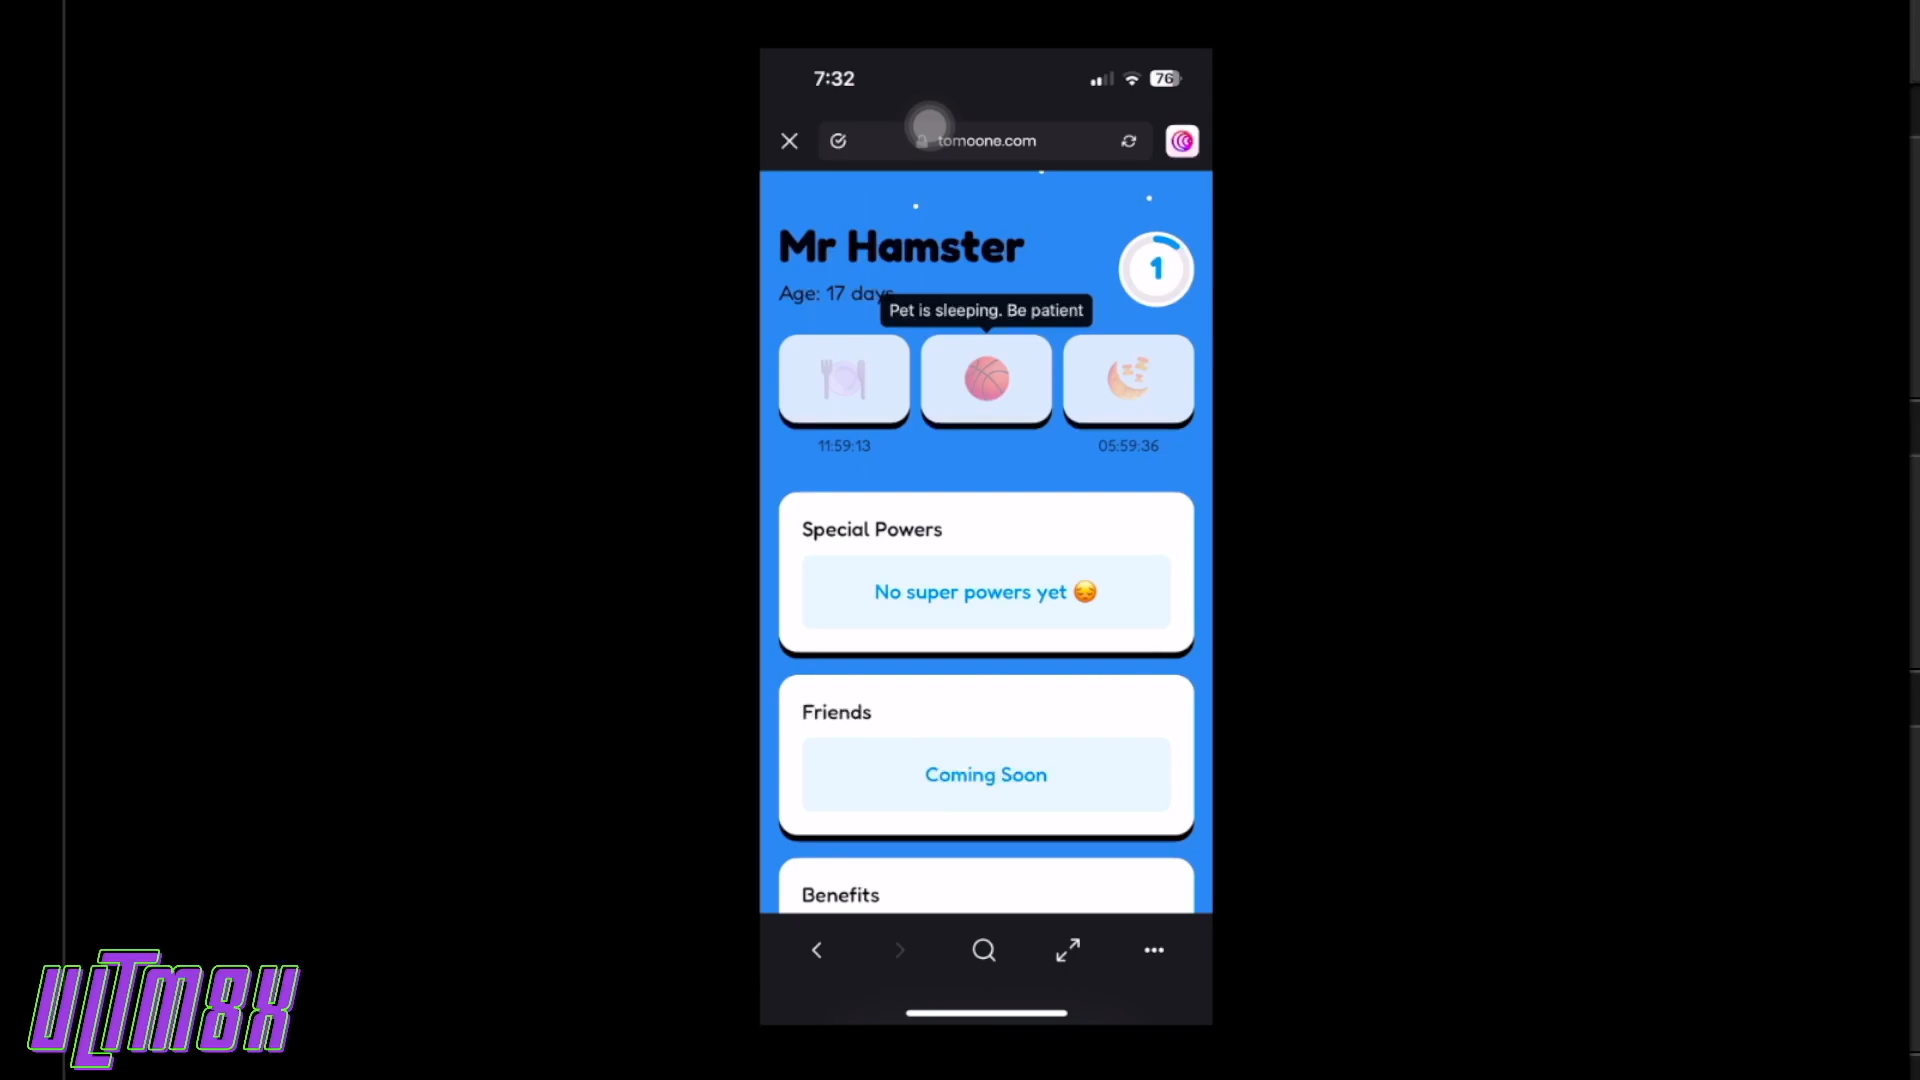 7:32
76
tomoone.com
Mr Hamster
1
Age: 17 days
Pet is sleeping. Be patient
11:59:13
05:59:36
Special Powers
No super powers yet 😔
Friends
Coming Soon
Benefits
ULTM8X